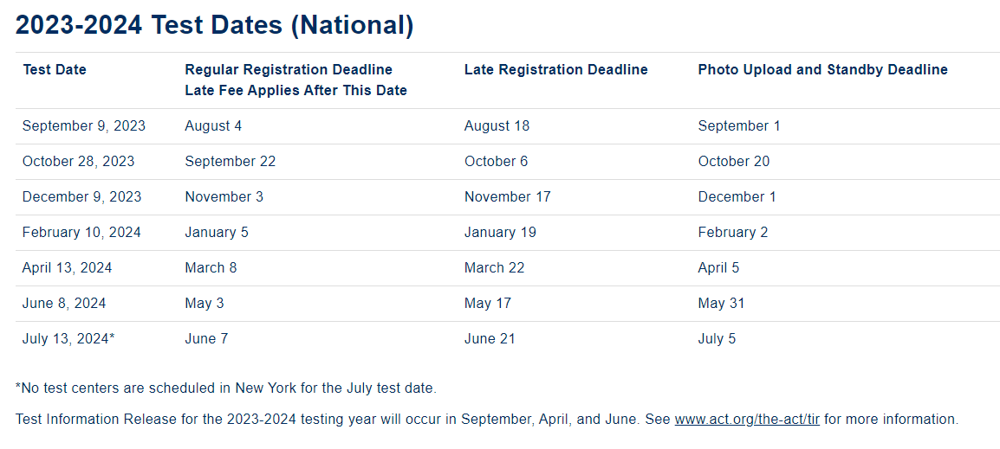 2023-2024 Test Dates (National)
Test Date Regular Registration Deadline Late Registration Deadline Photo Upload and Standby Deadline
Late Fee Applies After This Date
September 9, 2023 August 4 August 18 September 1
October 28, 2023 September 22 October 6 October 20
December 9, 2023 November 3 November 17 December 1
February 10, 2024 January 5 January 19 February 2
April 13, 2024 March 8 March 22 April 5
June 8, 2024 May 3 May 17 May 31
July 13, 2024* June 7 June 21 July 5
*No test centers are scheduled in New York for the July test date.
Test Information Release for the 2023-2024 testing year will occur in September, April, and June. See www.act.org/the-act/tir for more information.